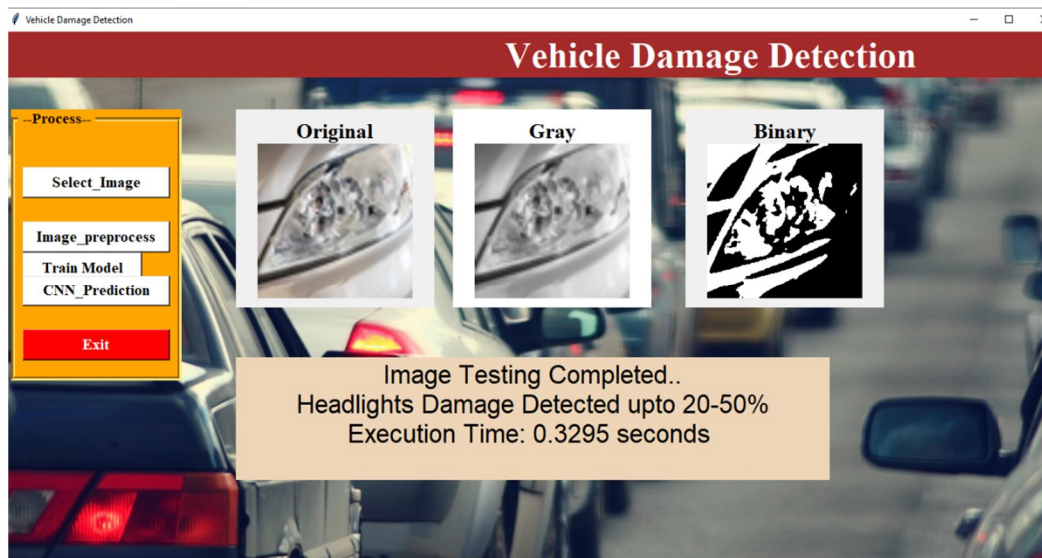 Vehicle Damage Detection
Vehicle Damage Detection
--Process--
Select_Image
Image_preprocess
Train Model
CNN_Prediction
Exit
Original
Gray
Binary
Image Testing Completed..
Headlights Damage Detected upto 20-50%
Execution Time: 0.3295 seconds